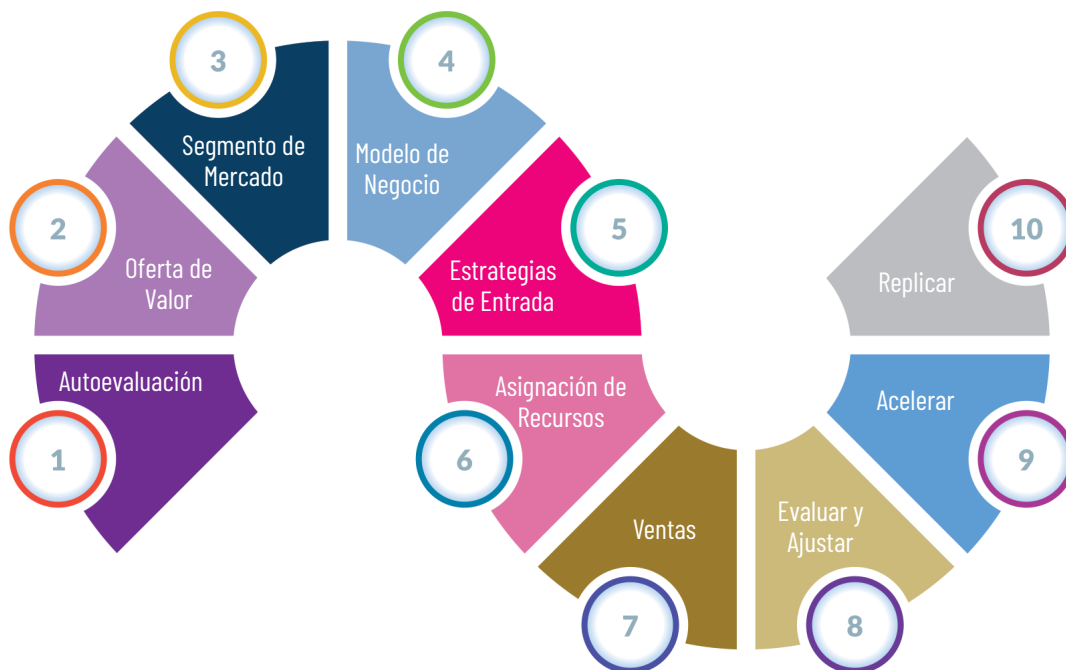 1
Autoevaluación
2
Oferta de
Valor
3
Segmento de
Mercado
4
Modelo de
Negocio
5
Estrategias
de Entrada
6
Asignación de
Recursos
7
Ventas
8
Evaluar y
Ajustar
9
Acelerar
10
Replicar